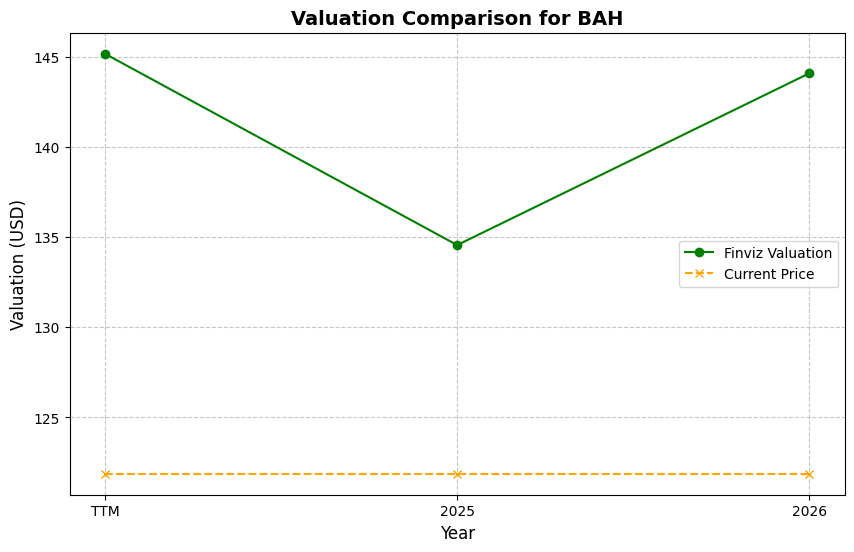 Valuation Comparison for BAH
Valuation (USD)
145
140
135
130
125
Finviz Valuation
Current Price
TTM
2025
2026
Year